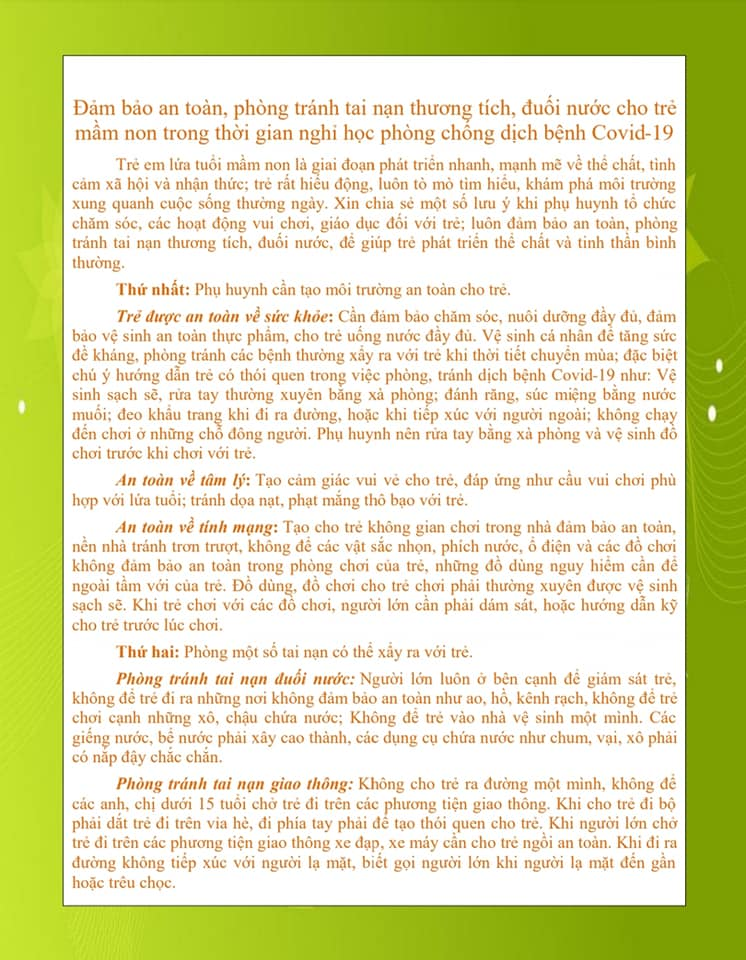 Đảm bảo an toàn, phòng tránh tai nạn thương tích, đuối nước cho trẻ
mầm non trong thời gian nghỉ học phòng chống dịch bệnh Covid-19
Trẻ em lứa tuổi mầm non là giai đoạn phát triển nhanh, mạnh mẽ về thể chất, tình
cảm xã hội và nhận thức; trẻ rất hiếu động, luôn tò mò tìm hiểu, khám phá môi trường
xung quanh cuộc sống thường ngày. Xin chia sẻ một số lưu ý khi phụ huynh tổ chức
chăm sóc, các hoạt động vui chơi, giáo dục đối với trẻ; luôn đảm bảo an toàn, phòng
tránh tai nạn thương tích, đuối nước, để giúp trẻ phát triển thể chất và tinh thần bình
thường.
Thứ nhất: Phụ huynh cần tạo môi trường an toàn cho trẻ.
Trẻ được an toàn về sức khỏe: Cần đảm bảo chăm sóc, nuôi dưỡng đầy đủ, đảm
bảo vệ sinh an toàn thực phẩm, cho trẻ uống nước đầy đủ. Vệ sinh cá nhân để tăng sức
đề kháng, phòng tránh các bệnh thường xẩy ra với trẻ khi thời tiết chuyển mùa; đặc biệt
chú ý hướng dẫn trẻ có thói quen trong việc phòng, tránh dịch bệnh Covid-19 như: Vệ
sinh sạch sẽ, rửa tay thường xuyên bằng xà phòng; đánh răng, súc miệng bằng nước
muối; đeo khẩu trang khi đi ra đường, hoặc khi tiếp xúc với người ngoài; không chạy
đến chơi ở những chỗ đông người. Phụ huynh nên rửa tay bằng xà phòng và vệ sinh đồ
chơi trước khi chơi với trẻ.
An toàn về tâm lý: Tạo cảm giác vui vẻ cho trẻ, đáp ứng như cầu vui chơi phù
hợp với lứa tuổi; tránh dọa nạt, phạt mắng thô bạo với trẻ.
An toàn về tính mạng: Tạo cho trẻ không gian chơi trong nhà đảm bảo an toàn,
nền nhà tránh trơn trượt, không để các vật sắc nhọn, phích nước, ổ điện và các đồ chơi
không đảm bảo an toàn trong phòng chơi của trẻ, những đồ dùng nguy hiểm cần để
ngoài tầm với của trẻ. Đồ dùng, đồ chơi cho trẻ chơi phải thường xuyên được vệ sinh
sạch sẽ. Khi trẻ chơi với các đồ chơi, người lớn cần phải dám sát, hoặc hướng dẫn kỹ
cho trẻ trước lúc chơi.
Thứ hai: Phòng một số tai nạn có thể xẩy ra với trẻ.
Phòng tránh tai nạn đuối nước: Người lớn luôn ở bên cạnh để giám sát trẻ,
không để trẻ đi ra những nơi không đảm bảo an toàn như ao, hồ, kênh rạch, không để trẻ
chơi cạnh những xô, chậu chứa nước; Không để trẻ vào nhà vệ sinh một mình. Các
giếng nước, bể nước phải xây cao thành, các dụng cụ chứa nước như chum, vại, xô phải
có nắp đậy chắc chắn.
Phòng tránh tai nạn giao thông: Không cho trẻ ra đường một mình, không để
các anh, chị dưới 15 tuổi chở trẻ đi trên các phương tiện giao thông. Khi cho trẻ đi bộ
phải dắt trẻ đi trên via hè, đi phía tay phải để tạo thói quen cho trẻ. Khi người lớn chở
trẻ đi trên các phương tiện giao thông xe đạp, xe máy cần cho trẻ ngồi an toàn. Khi đi ra
đường không tiếp xúc với người lạ mặt, biết gọi người lớn khi người lạ mặt đến gần
hoặc trêu chọc.